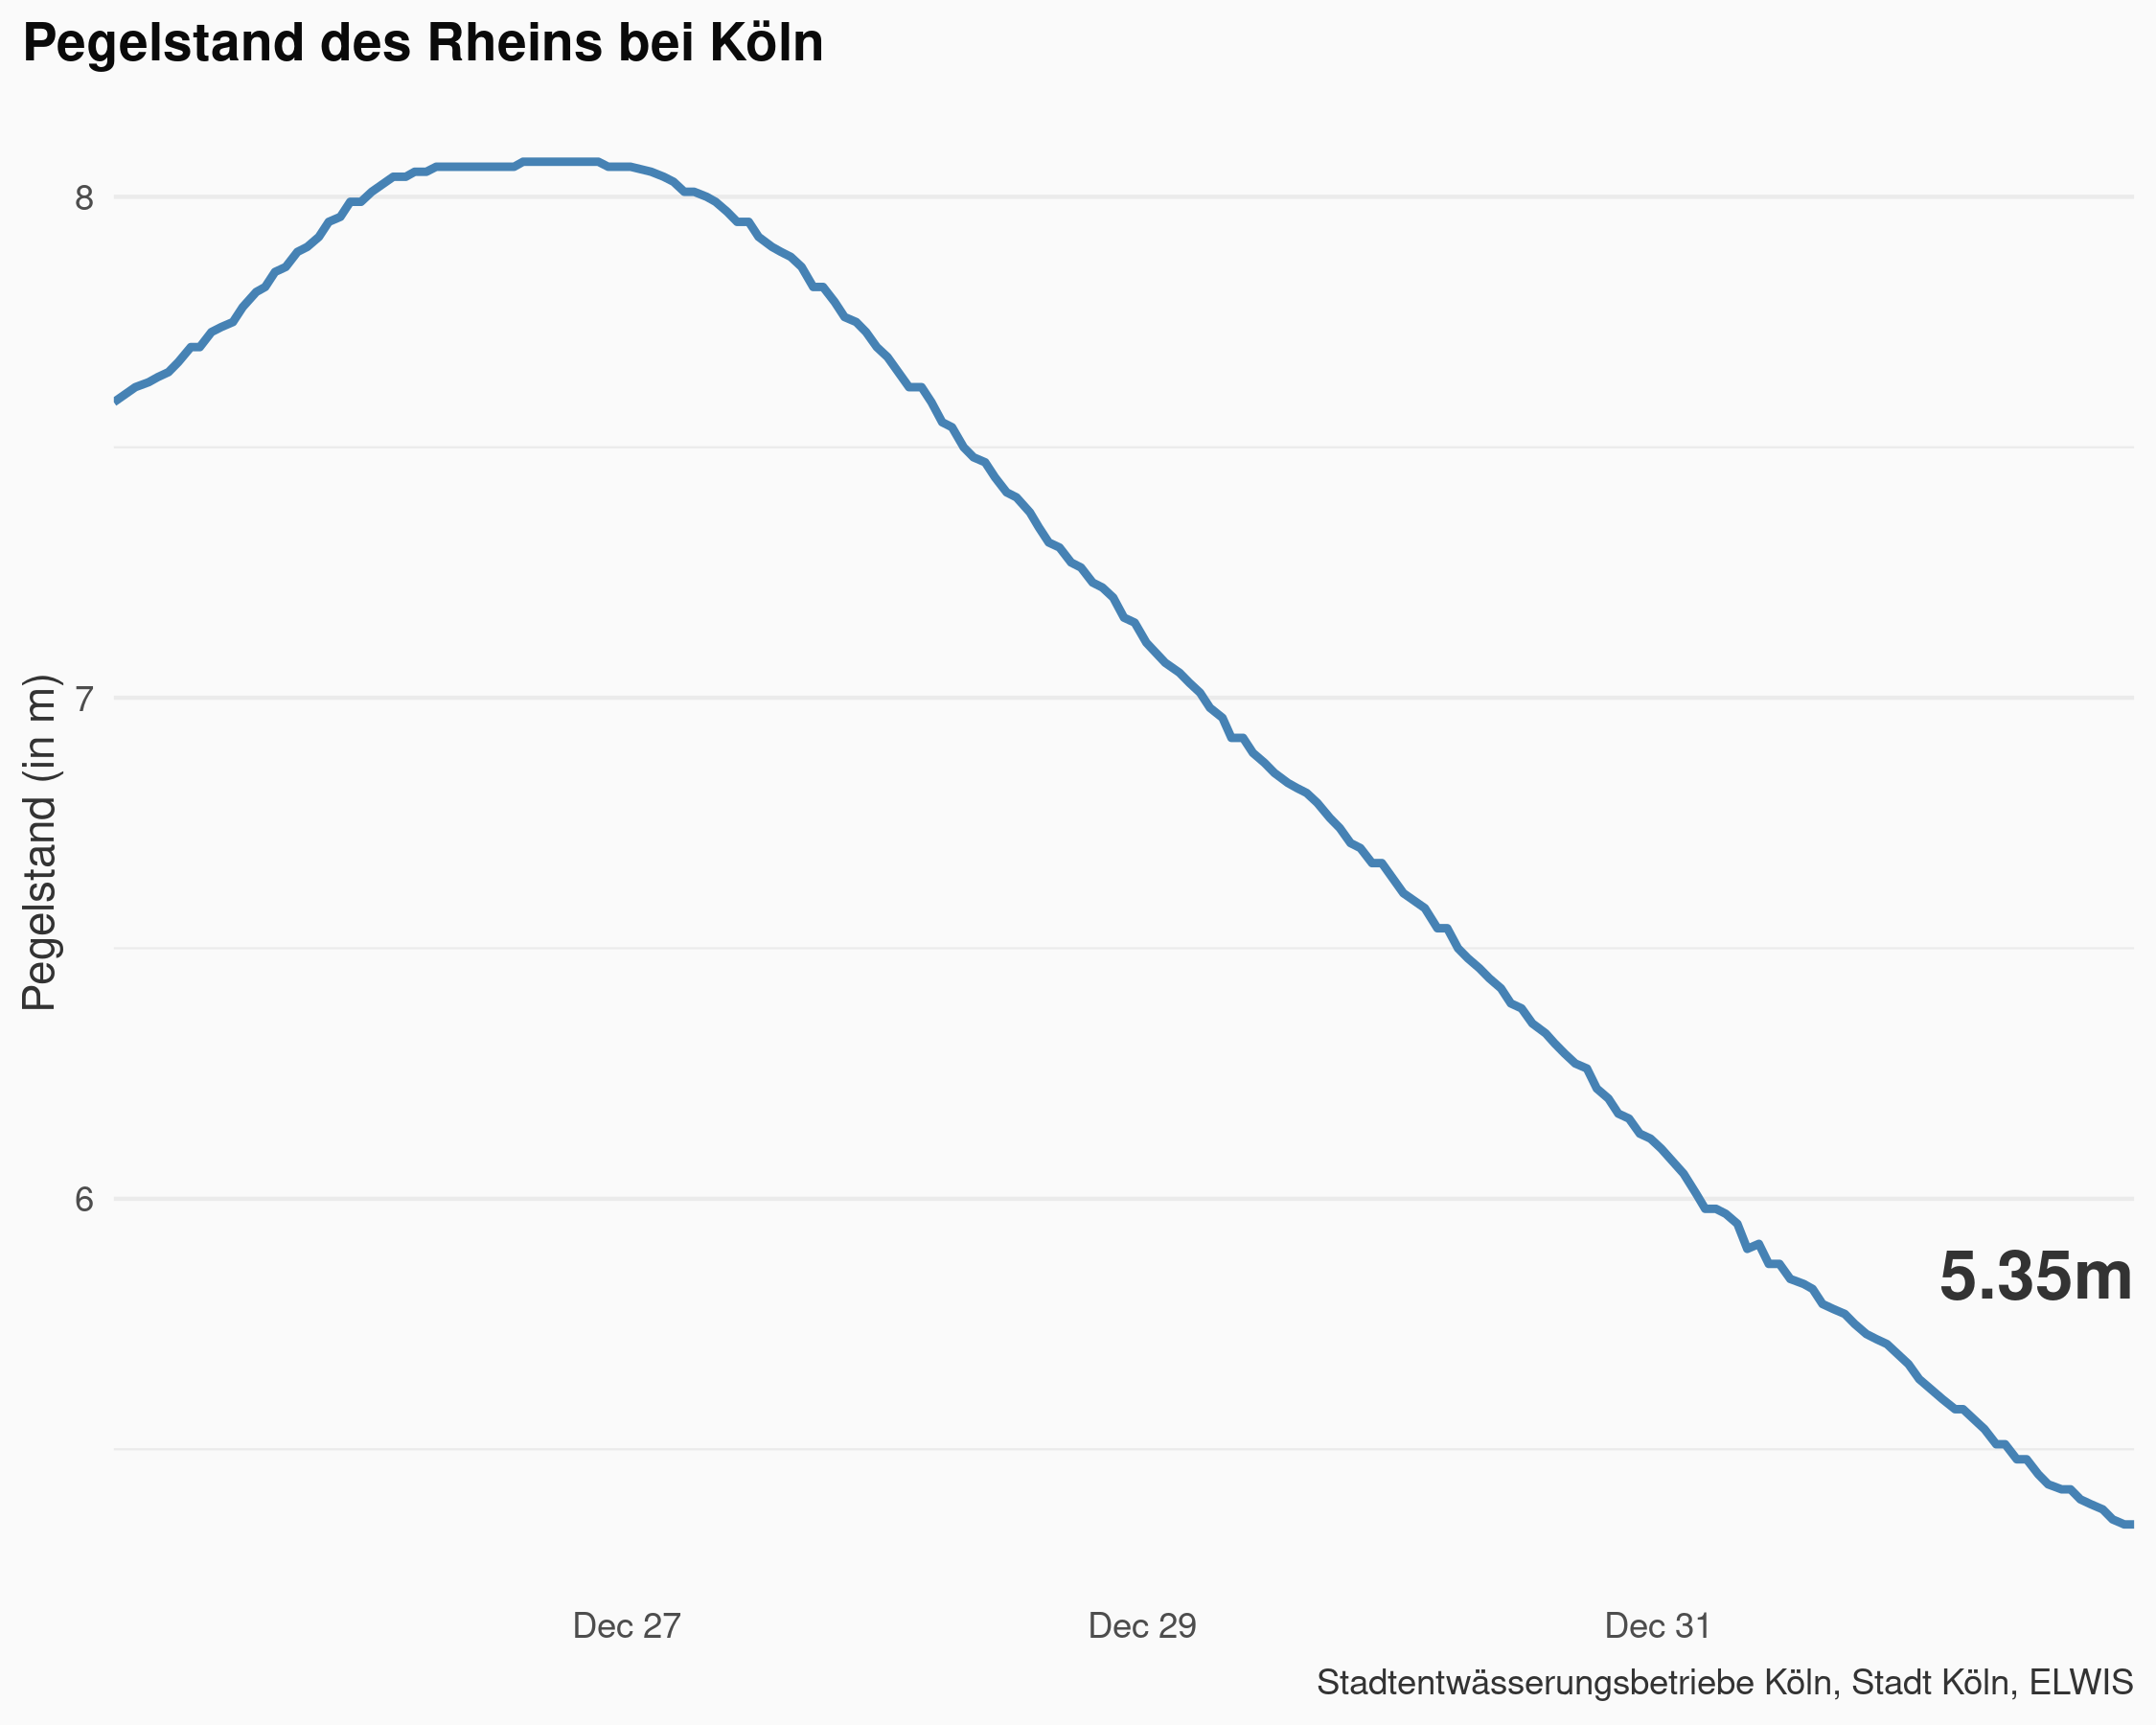 Pegelstand des Rheins bei Köln
Pegelstand (in m)
8
7
6
5.35m
Dec 27
Dec 29
Dec 31
Stadtentwässerungsbetriebe Köln, Stadt Köln, ELWIS